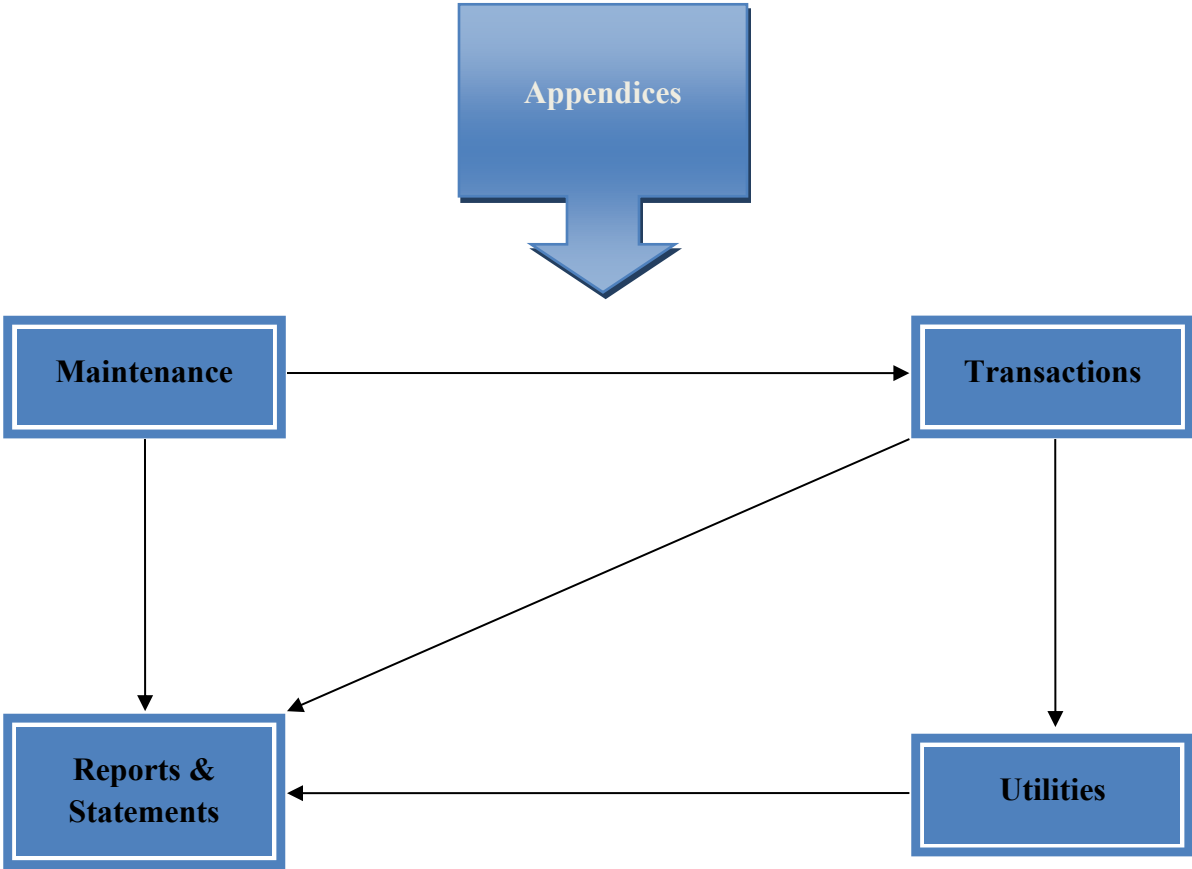 Appendices
Maintenance
Transactions
Reports &
Statements
Utilities